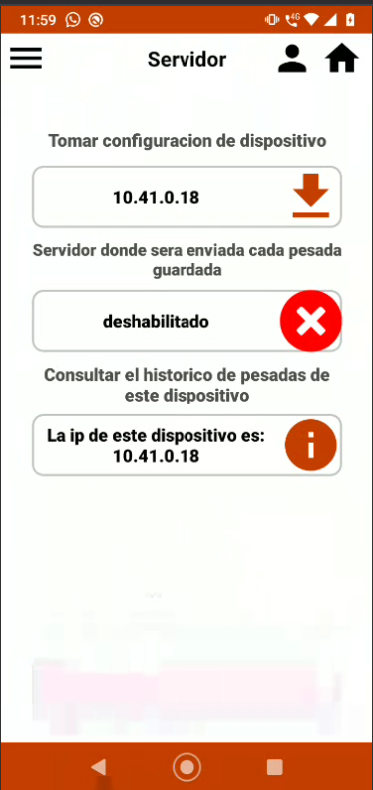 11:59
4G
Servidor
Tomar configuracion de dispositivo
10.41.0.18
Servidor donde sera enviada cada pesada
guardada
deshabilitado
Consultar el historico de pesadas de
este dispositivo
La ip de este dispositivo es:
10.41.0.18